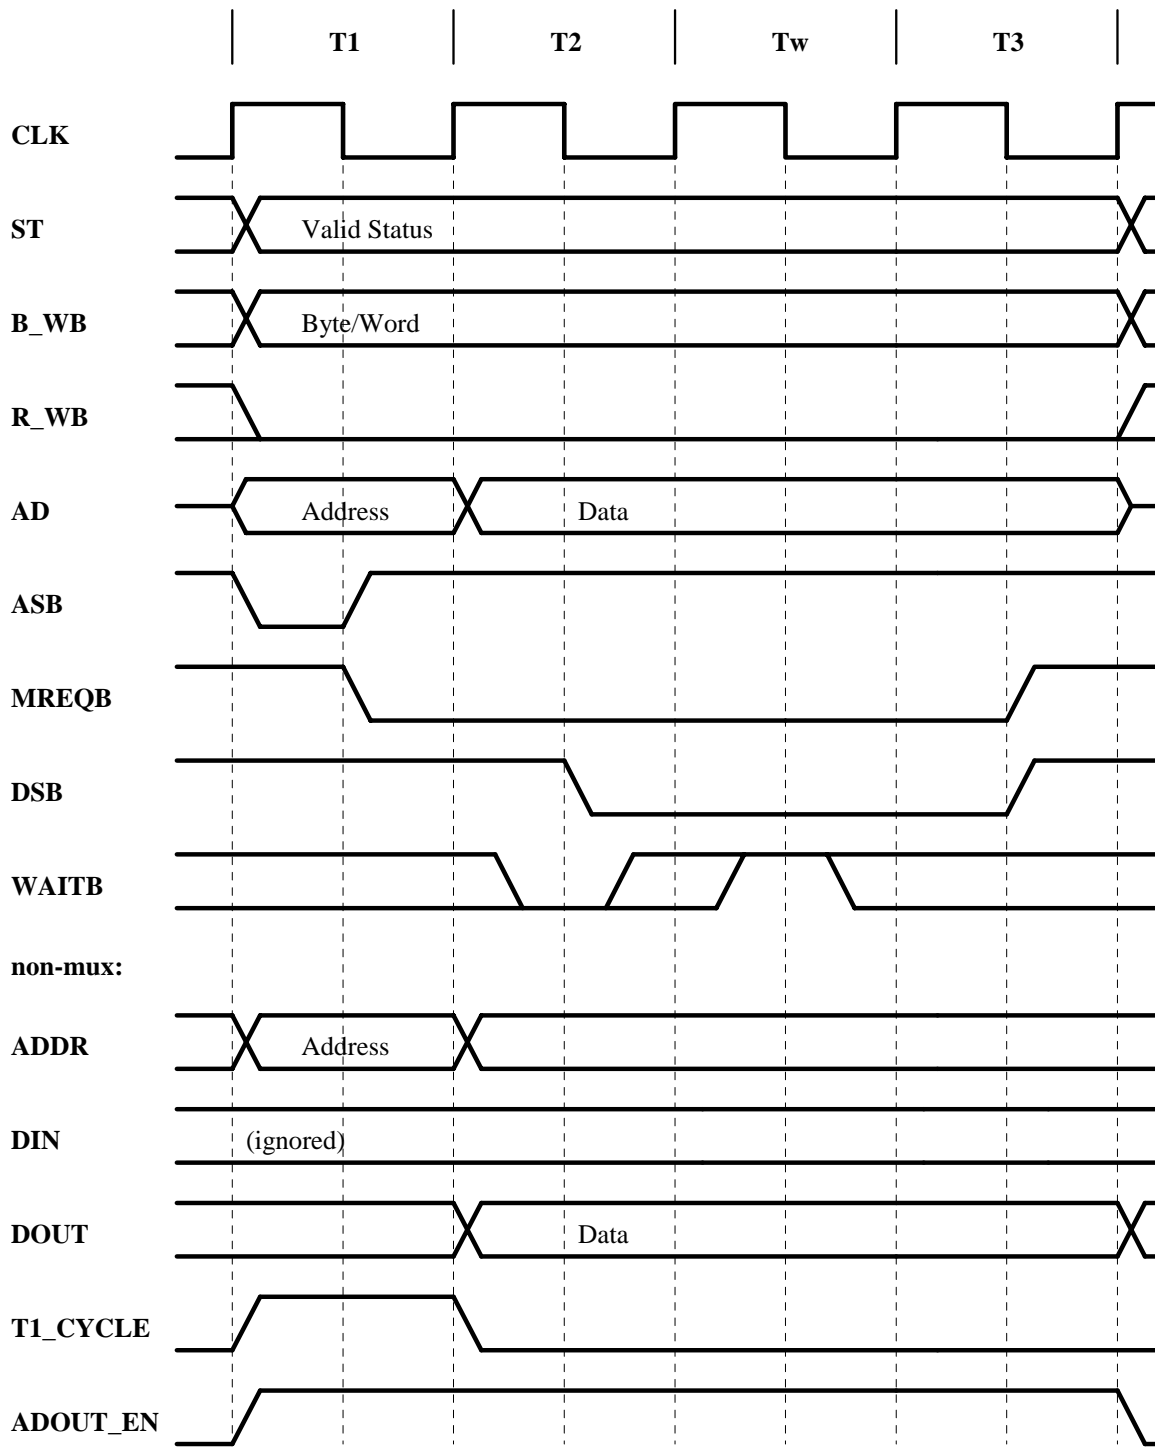 T1 T2 Tw T3
CLK
ST Valid Status
B_WB Byte/Word
R_WB
AD Address Data
ASB
MREQB
DSB
WAITB
non-mux:
ADDR Address
DIN (ignored)
DOUT Data
T1_CYCLE
ADOUT_EN